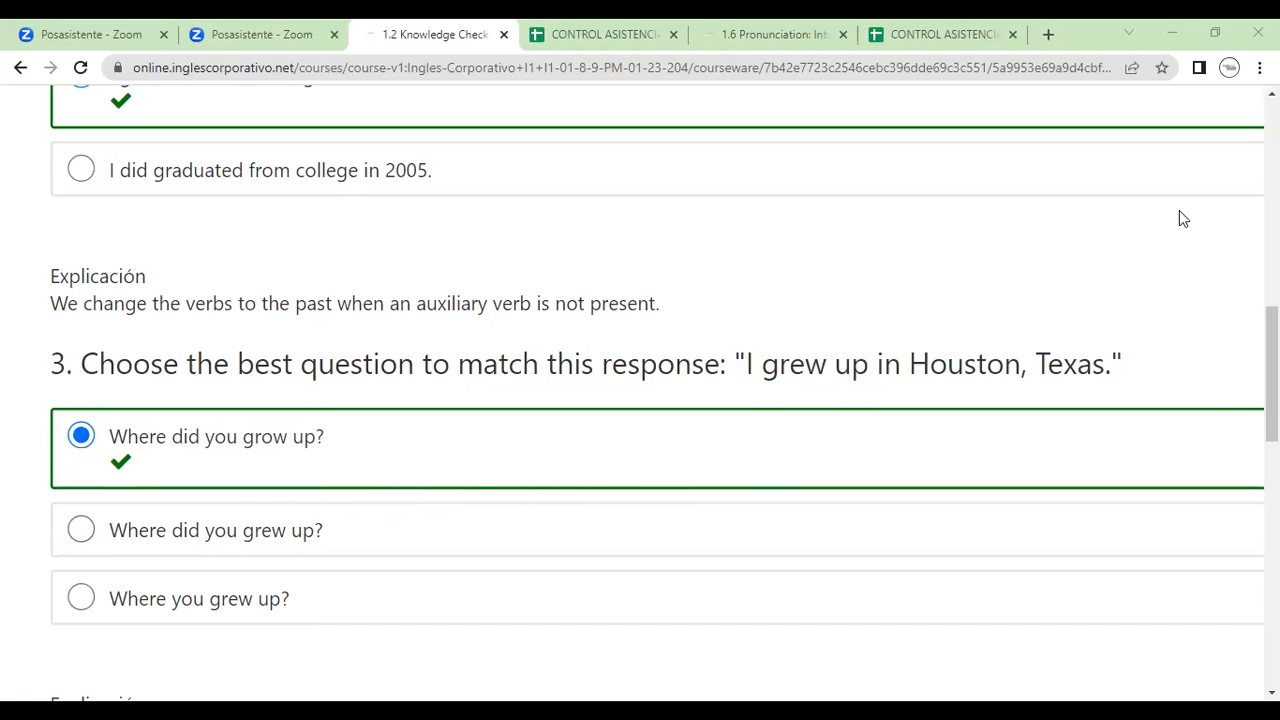 Posasistente - Zoom
Posasistente - Zoom
1.2 Knowledge Check
CONTROL ASISTENCI
1.6 Pronunciation: Int
CONTROL ASISTENCI
online.inglescorporativo.net/courses/course-v1:Ingles-Corporativo+I1+I1-01-8-9-PM-01-23-204/courseware/7b42e7723c2546cebc396dde69c3c551/5a9953e69a9d4cbf...
I did graduated from college in 2005.
Explicación
We change the verbs to the past when an auxiliary verb is not present.
3. Choose the best question to match this response: "I grew up in Houston, Texas."
Where did you grow up?
Where did you grew up?
Where you grew up?